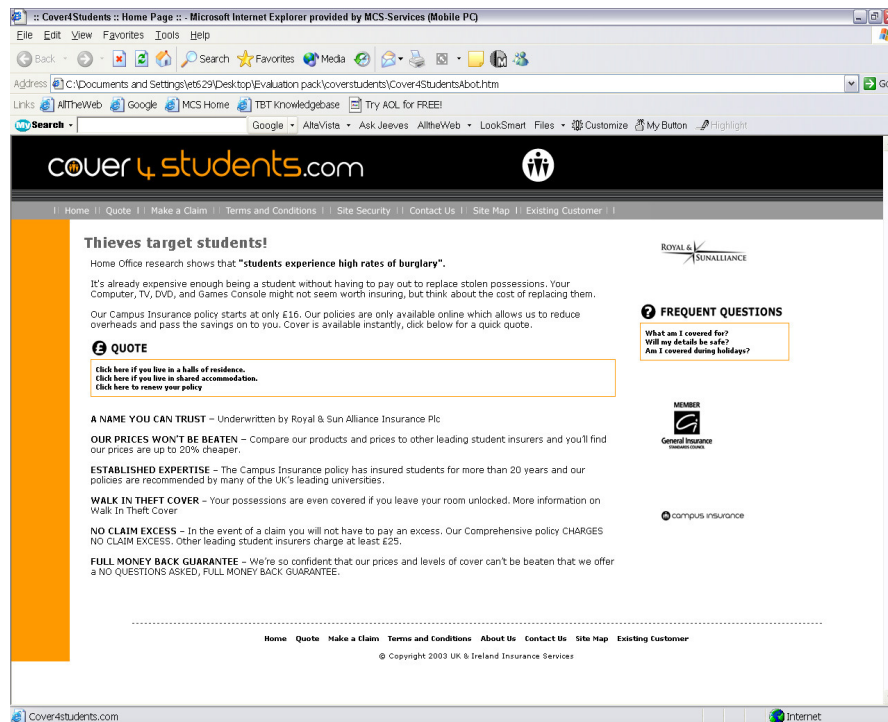 :: Cover4Students :: Home Page :: - Microsoft Internet Explorer provided by MCS-Services (Mobile PC)
File Edit View Favorites Tools Help
Back Search Favorites Media
Address C:\Documents and Settings\et629\Desktop\Evaluation pack\coverstudents\Cover4StudentsAbot.htm Go
Links AllTheWeb Google MCS Home TBT Knowledgebase Try AOL for FREE!
Search Google AltaVista Ask Jeeves AlltheWeb LookSmart Files Customize My Button Highlight
cover4students.com
|| Home || Quote || Make a Claim || Terms and Conditions || Site Security || Contact Us || Site Map || Existing Customer ||
Thieves target students!
Home Office research shows that "students experience high rates of burglary".
It's already expensive enough being a student without having to pay out to replace stolen possessions. Your
Computer, TV, DVD, and Games Console might not seem worth insuring, but think about the cost of replacing them.
Our Campus Insurance policy starts at only £16. Our policies are only available online which allows us to reduce
overheads and pass the savings on to you. Cover is available instantly, click below for a quick quote.
£ QUOTE
Click here if you live in a halls of residence.
Click here if you live in shared accommodation.
Click here to renew your policy
A NAME YOU CAN TRUST – Underwritten by Royal & Sun Alliance Insurance Plc
OUR PRICES WON'T BE BEATEN – Compare our products and prices to other leading student insurers and you'll find
our prices are up to 20% cheaper.
ESTABLISHED EXPERTISE – The Campus Insurance policy has insured students for more than 20 years and our
policies are recommended by many of the UK's leading universities.
WALK IN THEFT COVER – Your possessions are even covered if you leave your room unlocked. More information on
Walk In Theft Cover
NO CLAIM EXCESS – In the event of a claim you will not have to pay an excess. Our Comprehensive policy CHARGES
NO CLAIM EXCESS. Other leading student insurers charge at least £25.
FULL MONEY BACK GUARANTEE – We're so confident that our prices and levels of cover can't be beaten that we offer
a NO QUESTIONS ASKED, FULL MONEY BACK GUARANTEE.
ROYAL &
SUNALLIANCE
? FREQUENT QUESTIONS
What am I covered for?
Will my details be safe?
Am I covered during holidays?
MEMBER
General Insurance
STANDARDS COUNCIL
campus insurance
Home Quote Make a Claim Terms and Conditions About Us Contact Us Site Map Existing Customer
© Copyright 2003 UK & Ireland Insurance Services
Cover4students.com Internet